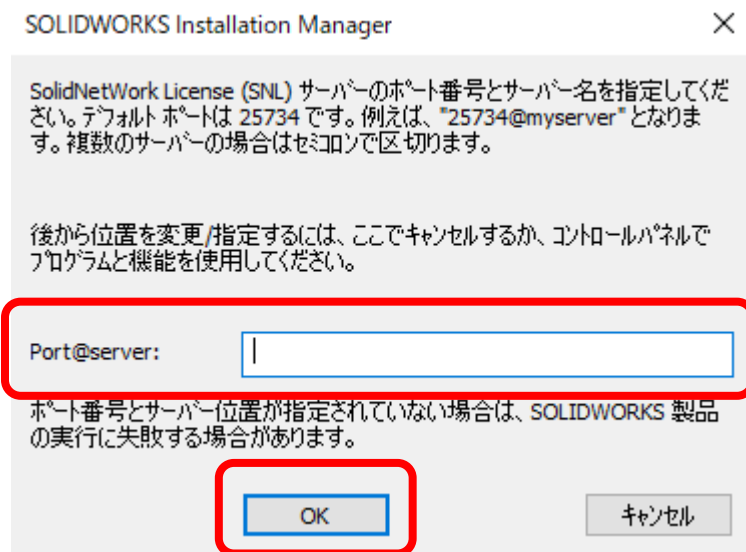 SOLIDWORKS Installation Manager
SolidNetWork License (SNL) サーバーのポート番号とサーバー名を指定してくだ
さい。デフォルト ポートは 25734 です。例えば、"25734@myserver" となりま
す。複数のサーバーの場合はセミコロンで区切ります。
後から位置を変更/指定するには、ここでキャンセルするか、コントロールパネルで
プログラムと機能を使用してください。
Port@server:
ポート番号とサーバー位置が指定されていない場合は、SOLIDWORKS 製品
の実行に失敗する場合があります。
OK キャンセル